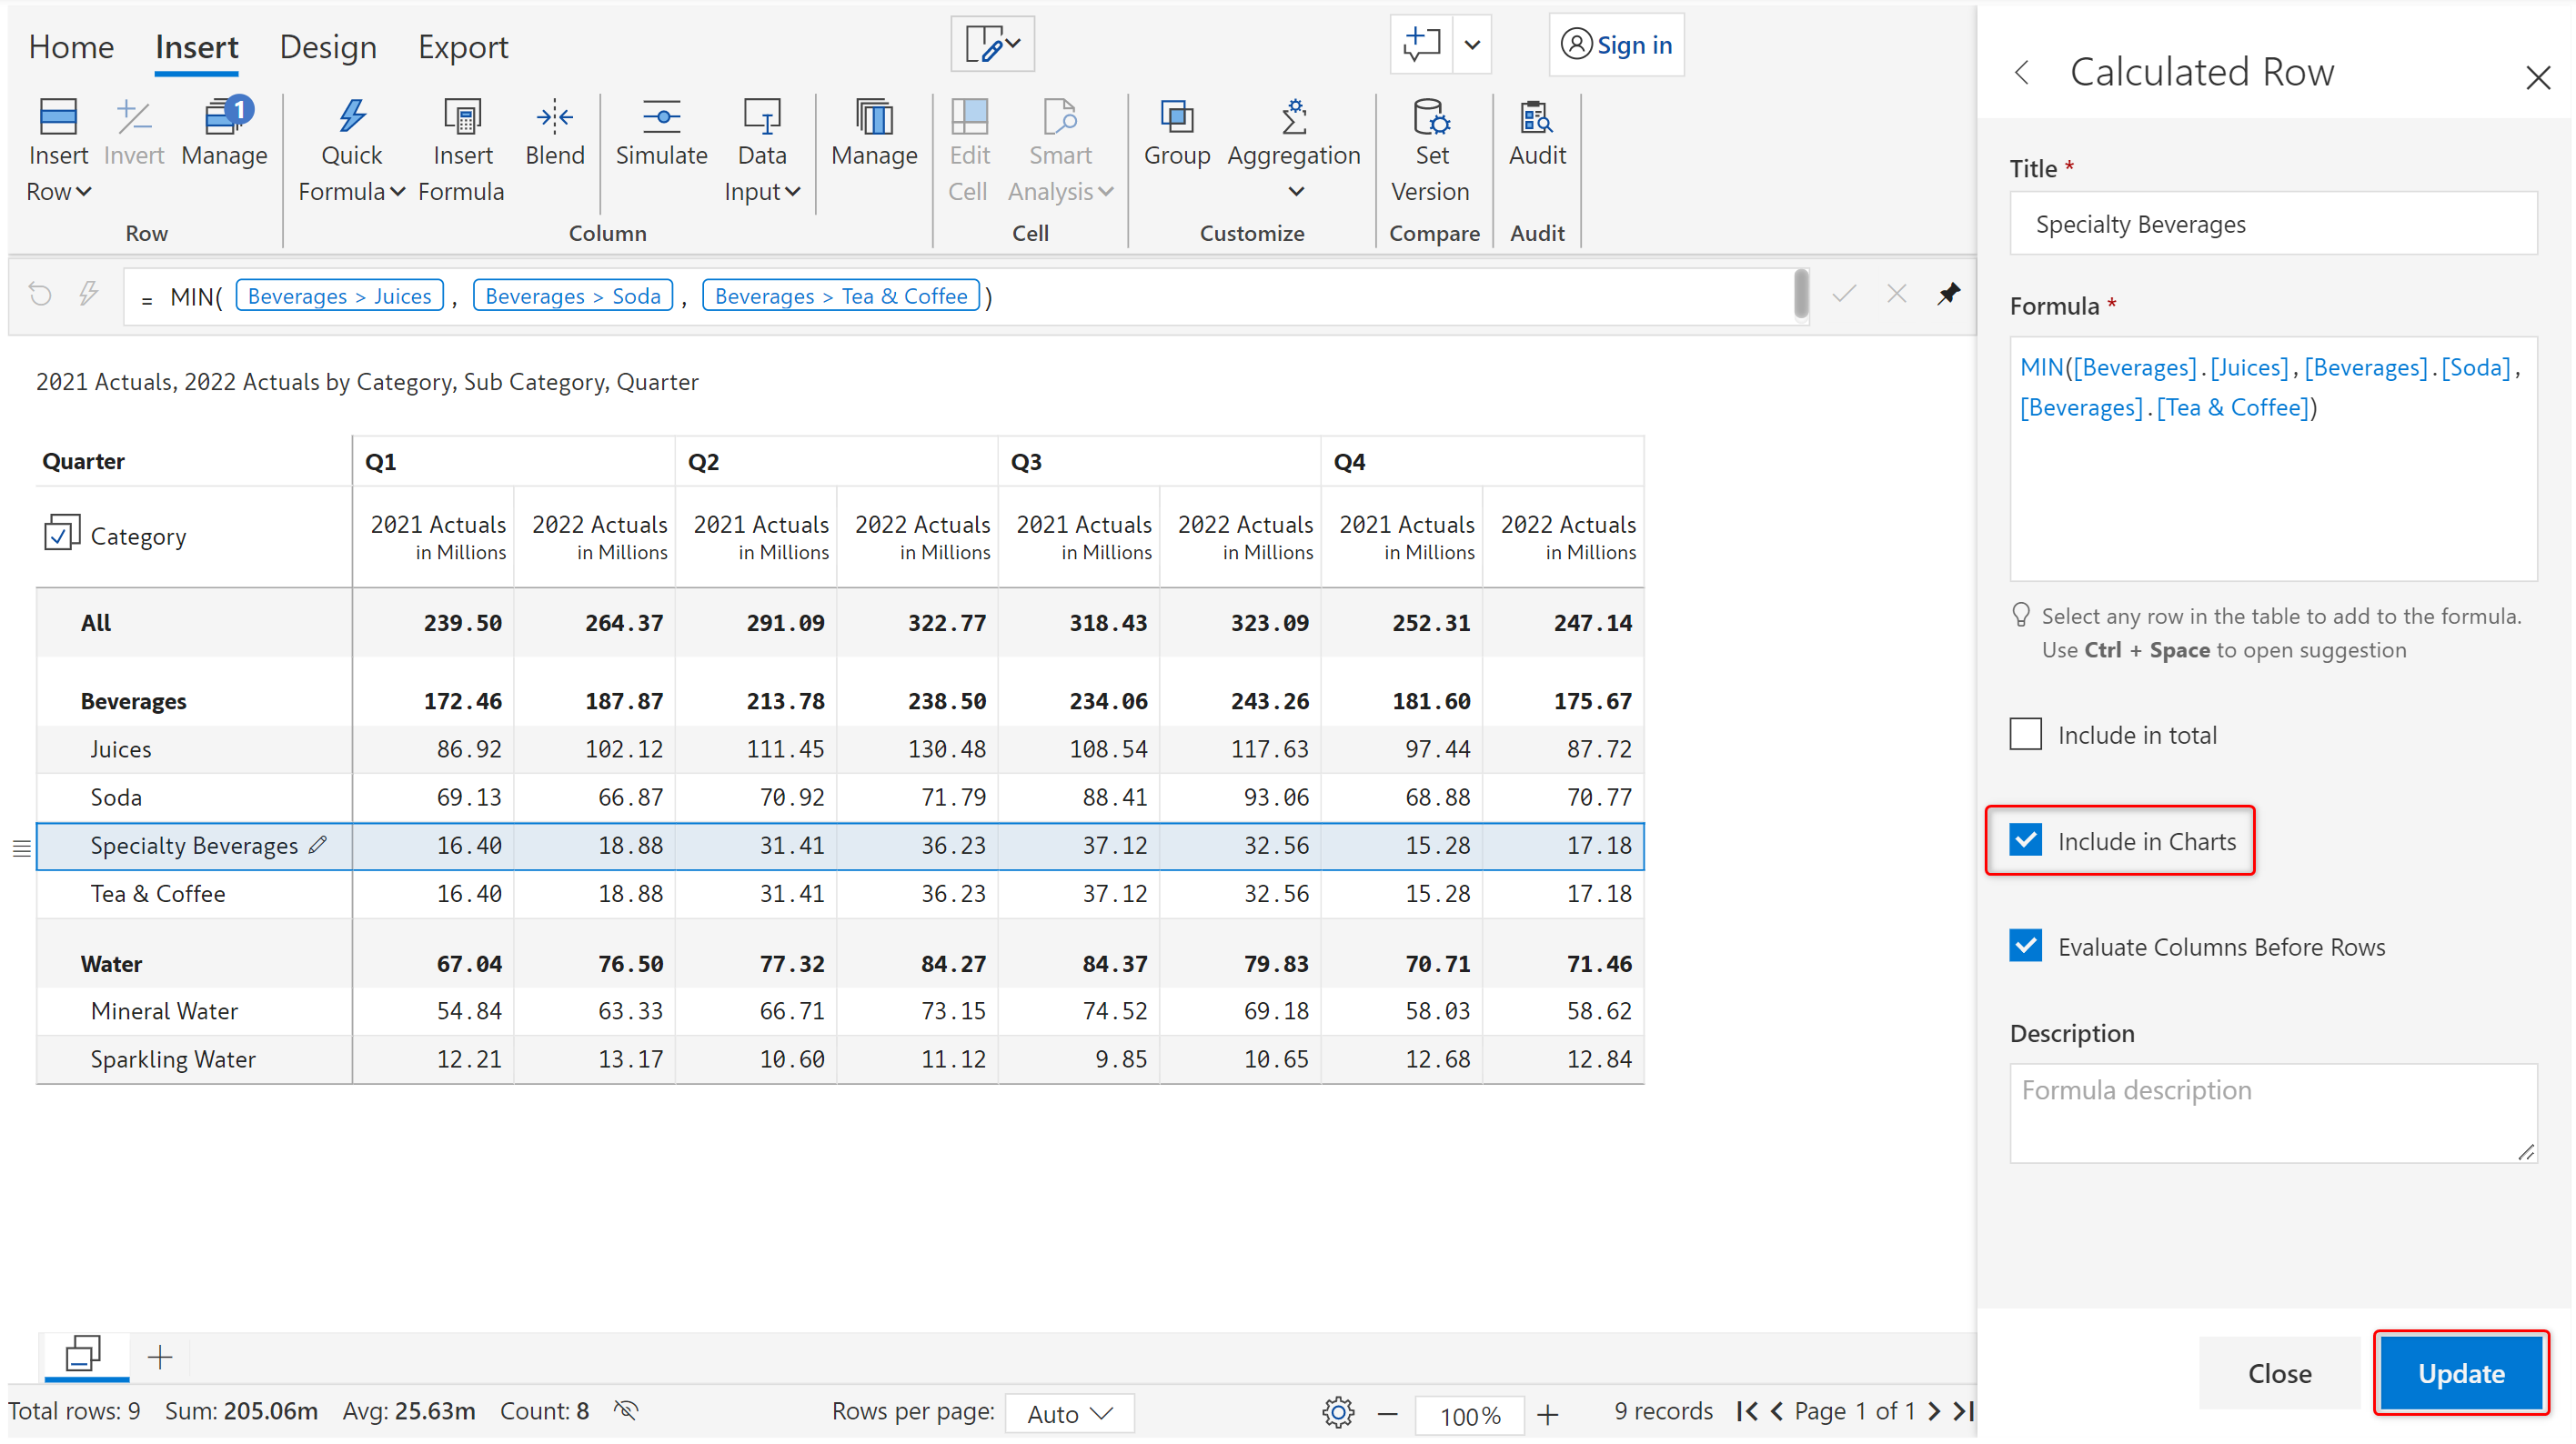 Home Insert Design Export Sign in
1
Insert Row Invert Manage Quick Formula Insert Formula Blend Simulate Data Input Manage Edit Cell Smart Analysis Group Aggregation Set Version Audit
Row Column Cell Customize Compare Audit
= MIN( Beverages > Juices , Beverages > Soda , Beverages > Tea & Coffee )
2021 Actuals, 2022 Actuals by Category, Sub Category, Quarter
Quarter Q1 Q2 Q3 Q4
Category 2021 Actuals in Millions 2022 Actuals in Millions 2021 Actuals in Millions 2022 Actuals in Millions 2021 Actuals in Millions 2022 Actuals in Millions 2021 Actuals in Millions 2022 Actuals in Millions
All 239.50 264.37 291.09 322.77 318.43 323.09 252.31 247.14
Beverages 172.46 187.87 213.78 238.50 234.06 243.26 181.60 175.67
Juices 86.92 102.12 111.45 130.48 108.54 117.63 97.44 87.72
Soda 69.13 66.87 70.92 71.79 88.41 93.06 68.88 70.77
Specialty Beverages 16.40 18.88 31.41 36.23 37.12 32.56 15.28 17.18
Tea & Coffee 16.40 18.88 31.41 36.23 37.12 32.56 15.28 17.18
Water 67.04 76.50 77.32 84.27 84.37 79.83 70.71 71.46
Mineral Water 54.84 63.33 66.71 73.15 74.52 69.18 58.03 58.62
Sparkling Water 12.21 13.17 10.60 11.12 9.85 10.65 12.68 12.84
Total rows: 9 Sum: 205.06m Avg: 25.63m Count: 8 Rows per page: Auto 100% 9 records Page 1 of 1
Calculated Row
Title *
Specialty Beverages
Formula *
MIN([Beverages].[Juices],[Beverages].[Soda],
[Beverages].[Tea & Coffee])
Select any row in the table to add to the formula.
Use Ctrl + Space to open suggestion
Include in total
Include in Charts
Evaluate Columns Before Rows
Description
Formula description
Close Update